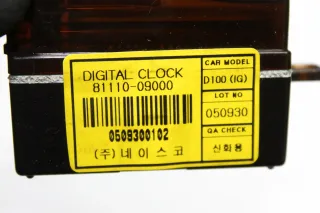 DIGITAL CLOCK
81110-09000
0509300102
(주)네이스코
CAR MODEL
D100 (IG)
LOT NO
050930
QA CHECK
신화용